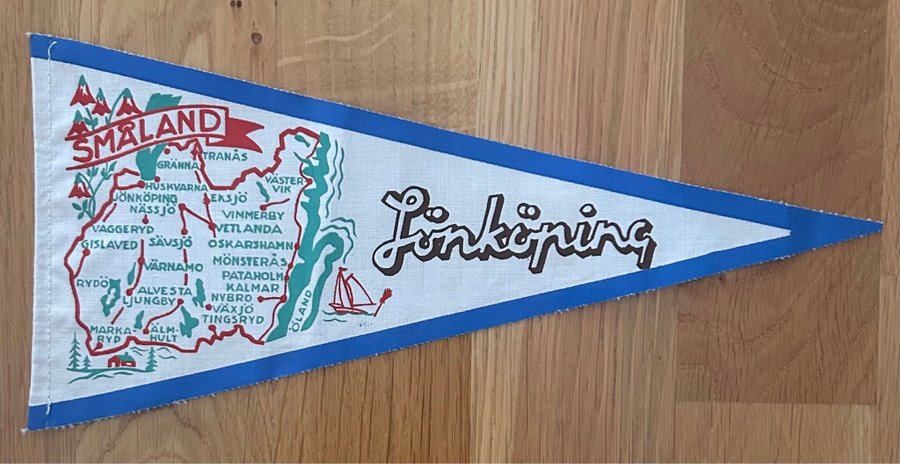 SMÅLAND
TRANÅS
GRÄNNA
HUSKVARNA
VÄSTER
VIK
JÖNKÖPING
EKSJÖ
NÄSSJÖ
VIMMERBY
VAGGERYD
VETLANDA
GISLAVED
SÄVSJÖ
OSKARSHAMN
VÄRNAMO
MÖNSTERÅS
PATAHOLM
RYDÖ
KALMAR
ALVESTA
LJUNGBY
NYBRO
VÄXJÖ
TINGSRYD
MARKA-
RYD
ÄLM-
HULT
ÖLAND
Jönköping